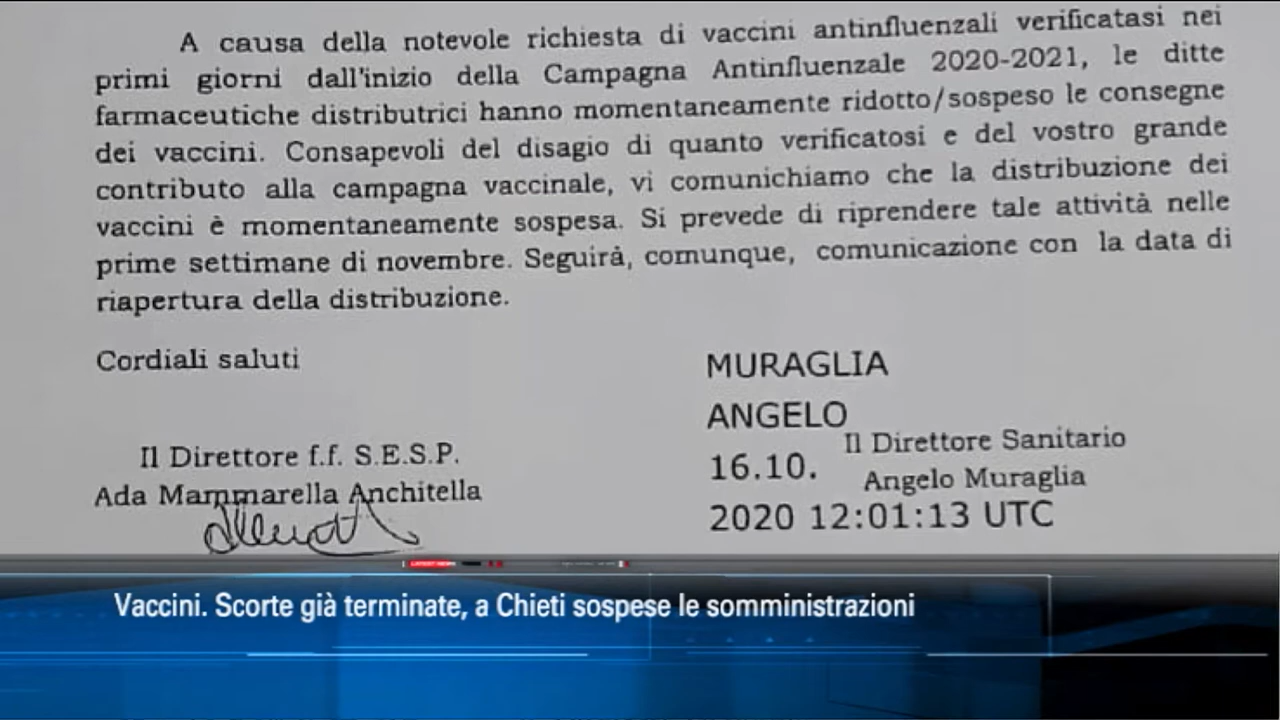 A causa della notevole richiesta di vaccini antinfluenzali verificatasi nei
primi giorni dall'inizio della Campagna Antinfluenzale 2020-2021, le ditte
farmaceutiche distributrici hanno momentaneamente ridotto/sospeso le consegne
dei vaccini. Consapevoli del disagio di quanto verificatosi e del vostro grande
contributo alla campagna vaccinale, vi comunichiamo che la distribuzione dei
vaccini è momentaneamente sospesa. Si prevede di riprendere tale attività nelle
prime settimane di novembre. Seguirà, comunque, comunicazione con la data di
riapertura della distribuzione.
Cordiali saluti
Il Direttore f.f. S.E.S.P.
Ada Mammarella Anchitella
MURAGLIA
ANGELO
16.10.
2020 12:01:13 UTC
Il Direttore Sanitario
Angelo Muraglia
LATEST NEWS
Vaccini. Scorte già terminate, a Chieti sospese le somministrazioni